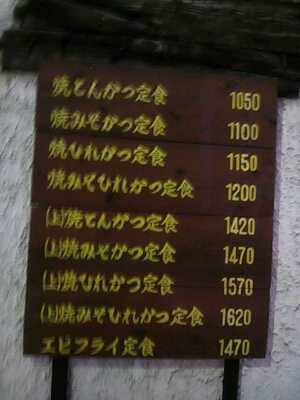 焼とんかつ定食 1050
焼みそかつ定食 1100
焼ひれかつ定食 1150
焼みそひれかつ定食 1200
(上)焼とんかつ定食 1420
(上)焼みそかつ定食 1470
(上)焼ひれかつ定食 1570
(上)焼みそひれかつ定食 1620
エビフライ定食 1470